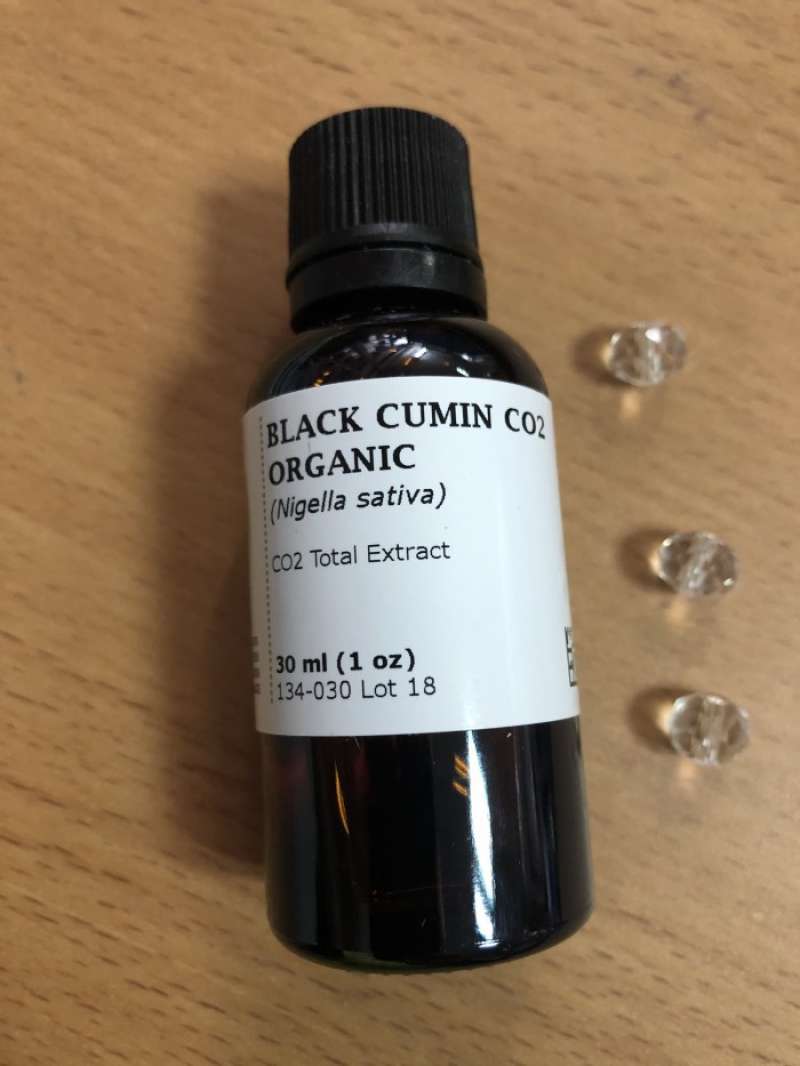 BLACK CUMIN CO2
ORGANIC
(Nigella sativa)
CO2 Total Extract
30 ml (1 oz)
134-030 Lot 18